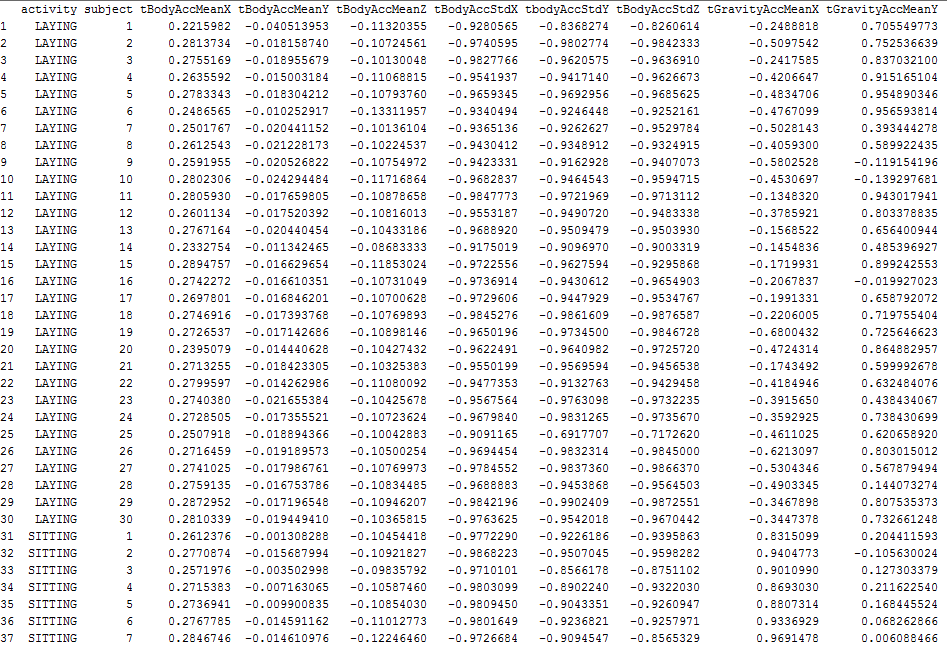 activity subject tBodyAccMeanX tBodyAccMeanY tBodyAccMeanZ tBodyAccStdX tbodyAccStdY tBodyAccStdZ tGravityAccMeanX tGravityAccMeanY
1 LAYING 1 0.2215982 -0.040513953 -0.11320355 -0.9280565 -0.8368274 -0.8260614 -0.2488818 0.705549773
2 LAYING 2 0.2813734 -0.018158740 -0.10724561 -0.9740595 -0.9802774 -0.9842333 -0.5097542 0.752536639
3 LAYING 3 0.2755169 -0.018955679 -0.10130048 -0.9827766 -0.9620575 -0.9636910 -0.2417585 0.837032100
4 LAYING 4 0.2635592 -0.015003184 -0.11068815 -0.9541937 -0.9417140 -0.9626673 -0.4206647 0.915165104
5 LAYING 5 0.2783343 -0.018304212 -0.10793760 -0.9659345 -0.9692956 -0.9685625 -0.4834706 0.954890346
6 LAYING 6 0.2486565 -0.010252917 -0.13311957 -0.9340494 -0.9246448 -0.9252161 -0.4767099 0.956593814
7 LAYING 7 0.2501767 -0.020441152 -0.10136104 -0.9365136 -0.9262627 -0.9529784 -0.5028143 0.393444278
8 LAYING 8 0.2612543 -0.021228173 -0.10224537 -0.9430412 -0.9348912 -0.9324915 -0.4059300 0.589922435
9 LAYING 9 0.2591955 -0.020526822 -0.10754972 -0.9423331 -0.9162928 -0.9407073 -0.5802528 -0.119154196
10 LAYING 10 0.2802306 -0.024294484 -0.11716864 -0.9682837 -0.9464543 -0.9594715 -0.4530697 -0.139297681
11 LAYING 11 0.2805930 -0.017659805 -0.10878658 -0.9847773 -0.9721969 -0.9713112 -0.1348320 0.943017941
12 LAYING 12 0.2601134 -0.017520392 -0.10816013 -0.9553187 -0.9490720 -0.9483338 -0.3785921 0.803378835
13 LAYING 13 0.2767164 -0.020440454 -0.10433186 -0.9688920 -0.9509479 -0.9503930 -0.1568522 0.656400944
14 LAYING 14 0.2332754 -0.011342465 -0.08683333 -0.9175019 -0.9096970 -0.9003319 -0.1454836 0.485396927
15 LAYING 15 0.2894757 -0.016629654 -0.11853024 -0.9722556 -0.9627594 -0.9295868 -0.1719931 0.899242553
16 LAYING 16 0.2742272 -0.016610351 -0.10731049 -0.9736914 -0.9430612 -0.9654903 -0.2067837 -0.019927023
17 LAYING 17 0.2697801 -0.016846201 -0.10700628 -0.9729606 -0.9447929 -0.9534767 -0.1991331 0.658792072
18 LAYING 18 0.2746916 -0.017393768 -0.10769893 -0.9845276 -0.9861609 -0.9876587 -0.2206005 0.719755404
19 LAYING 19 0.2726537 -0.017142686 -0.10898146 -0.9650196 -0.9734500 -0.9846728 -0.6800432 0.725646623
20 LAYING 20 0.2395079 -0.014440628 -0.10427432 -0.9622491 -0.9640982 -0.9725720 -0.4724314 0.864882957
21 LAYING 21 0.2713255 -0.018423305 -0.10325383 -0.9550199 -0.9569594 -0.9456538 -0.1743492 0.599992678
22 LAYING 22 0.2799597 -0.014262986 -0.11080092 -0.9477353 -0.9132763 -0.9429458 -0.4184946 0.632484076
23 LAYING 23 0.2740380 -0.021655384 -0.10425678 -0.9567564 -0.9763098 -0.9732235 -0.3915650 0.438434067
24 LAYING 24 0.2728505 -0.017355521 -0.10723624 -0.9679840 -0.9831265 -0.9735670 -0.3592925 0.738430699
25 LAYING 25 0.2507918 -0.018894366 -0.10042883 -0.9091165 -0.6917707 -0.7172620 -0.4611025 0.620658920
26 LAYING 26 0.2716459 -0.019189573 -0.10500254 -0.9694454 -0.9832314 -0.9845000 -0.6213097 0.803015012
27 LAYING 27 0.2741025 -0.017986761 -0.10769973 -0.9784552 -0.9837360 -0.9866370 -0.5304346 0.567879494
28 LAYING 28 0.2759135 -0.016753786 -0.10834485 -0.9688883 -0.9453868 -0.9564503 -0.4903345 0.144073274
29 LAYING 29 0.2872952 -0.017196548 -0.10946207 -0.9842196 -0.9902409 -0.9872551 -0.3467898 0.807535373
30 LAYING 30 0.2810339 -0.019449410 -0.10365815 -0.9763625 -0.9542018 -0.9670442 -0.3447378 0.732661248
31 SITTING 1 0.2612376 -0.001308288 -0.10454418 -0.9772290 -0.9226186 -0.9395863 0.8315099 0.204411593
32 SITTING 2 0.2770874 -0.015687994 -0.10921827 -0.9868223 -0.9507045 -0.9598282 0.9404773 -0.105630024
33 SITTING 3 0.2571976 -0.003502998 -0.09835792 -0.9710101 -0.8566178 -0.8751102 0.9010990 0.127303379
34 SITTING 4 0.2715383 -0.007163065 -0.10587460 -0.9803099 -0.8902240 -0.9322030 0.8693030 0.211622540
35 SITTING 5 0.2736941 -0.009900835 -0.10854030 -0.9809450 -0.9043351 -0.9260947 0.8807314 0.168445524
36 SITTING 6 0.2767785 -0.014591162 -0.11012773 -0.9801649 -0.9236821 -0.9257971 0.9336929 0.068262866
37 SITTING 7 0.2846746 -0.014610976 -0.12246460 -0.9726684 -0.9094547 -0.8565329 0.9691478 0.006088466